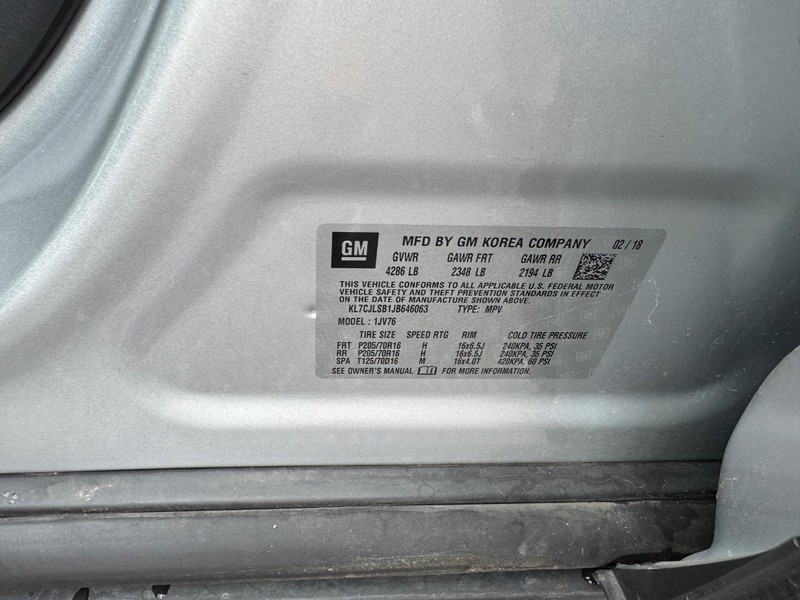 GM MFD BY GM KOREA COMPANY 02/18
GVWR GAWR FRT GAWR RR
4286 LB 2348 LB 2194 LB
THIS VEHICLE CONFORMS TO ALL APPLICABLE U.S. FEDERAL MOTOR
VEHICLE SAFETY AND THEFT PREVENTION STANDARDS IN EFFECT
ON THE DATE OF MANUFACTURE SHOWN ABOVE.
KL7CJLSB1JB646063 TYPE: MPV
MODEL : 1JV76
TIRE SIZE SPEED RTG RIM COLD TIRE PRESSURE
FRT P205/70R16 H 16x6.5J 240KPA, 35 PSI
RR P205/70R16 H 16x6.5J 240KPA, 35 PSI
SPA T125/70D16 M 16x4.0T 420KPA, 60 PSI
SEE OWNER'S MANUAL FOR MORE INFORMATION.